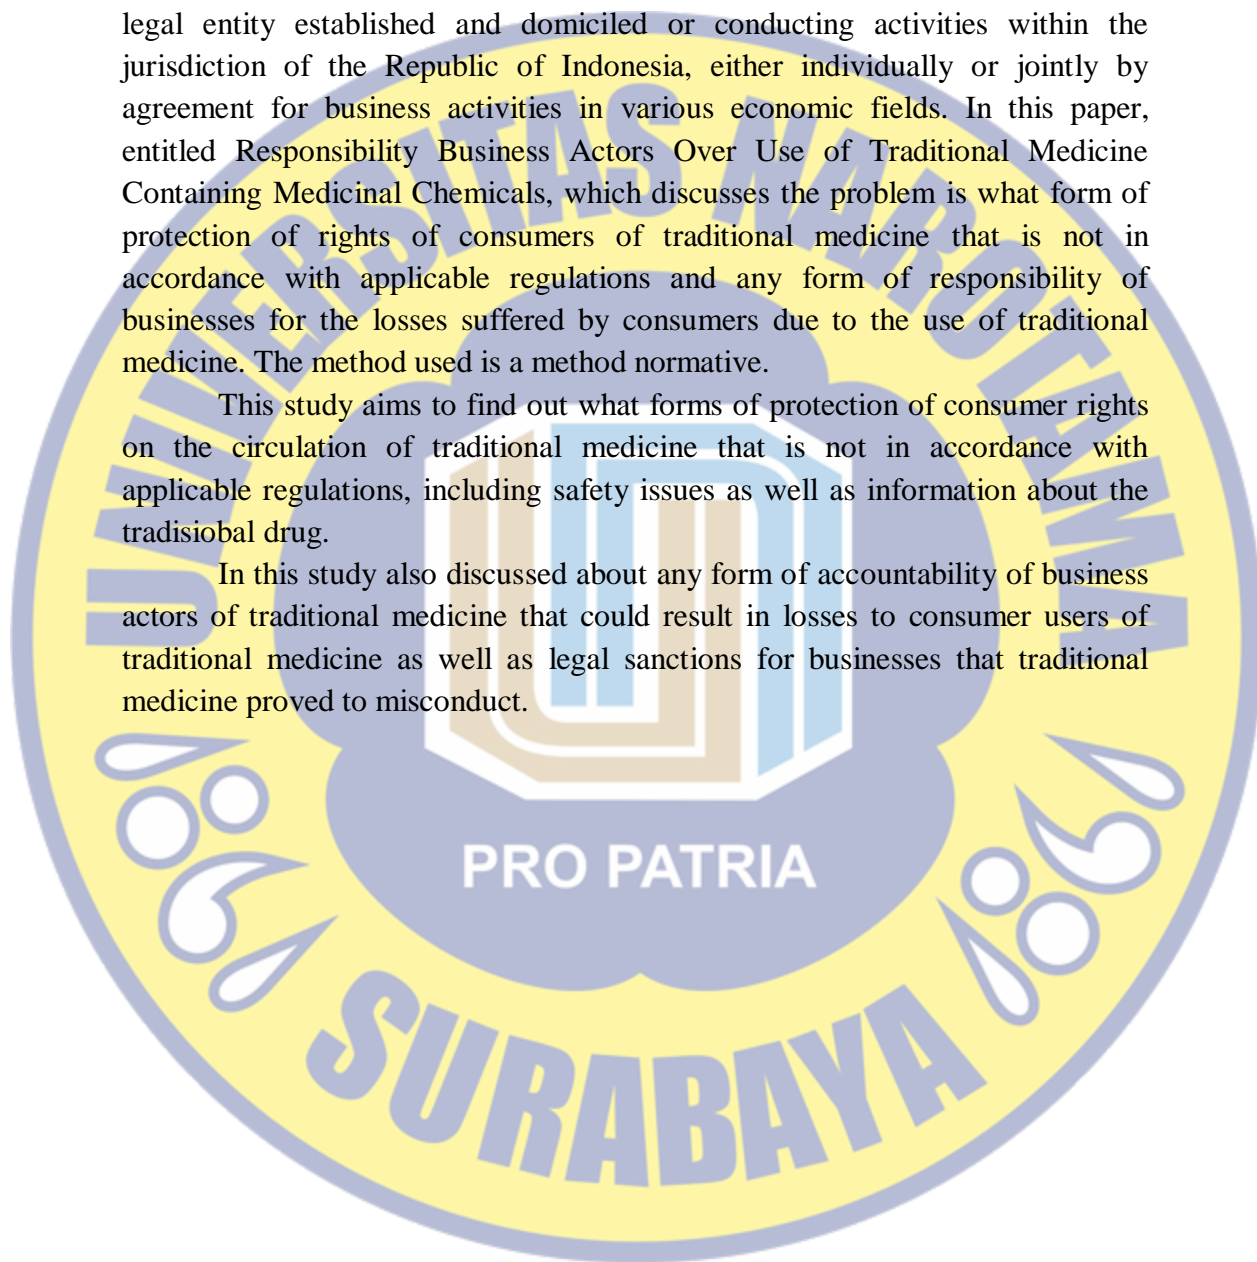 legal entity established and domiciled or conducting activities within the
jurisdiction of the Republic of Indonesia, either individually or jointly by
agreement for business activities in various economic fields. In this paper,
entitled Responsibility Business Actors Over Use of Traditional Medicine
Containing Medicinal Chemicals, which discusses the problem is what form of
protection of rights of consumers of traditional medicine that is not in
accordance with applicable regulations and any form of responsibility of
businesses for the losses suffered by consumers due to the use of traditional
medicine. The method used is a method normative.
This study aims to find out what forms of protection of consumer rights
on the circulation of traditional medicine that is not in accordance with
applicable regulations, including safety issues as well as information about the
tradisiobal drug.
In this study also discussed about any form of accountability of business
actors of traditional medicine that could result in losses to consumer users of
traditional medicine as well as legal sanctions for businesses that traditional
medicine proved to misconduct.
UNIVERSITAS NAROTAMA
PRO PATRIA
SURABAYA